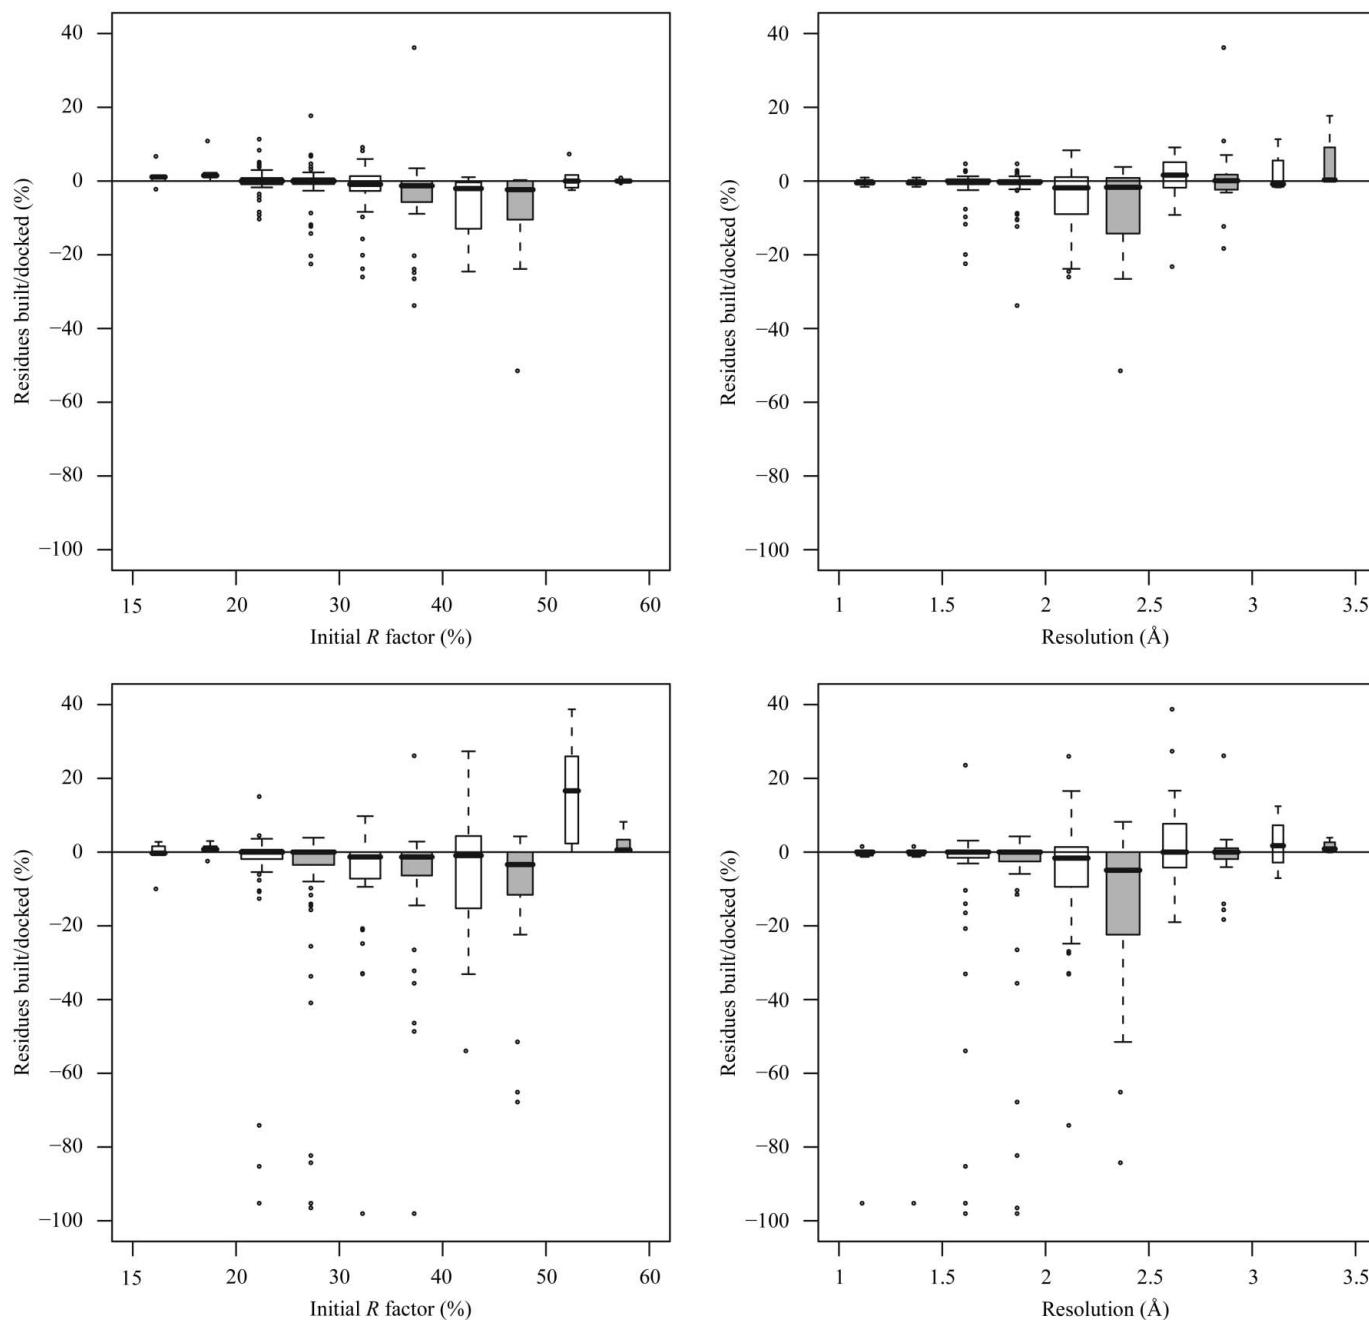 40
20
0
−20
−40
−60
−80
−100
Residues built/docked (%)
15 20 30 40 50 60
Initial R factor (%)
40
20
0
−20
−40
−60
−80
−100
Residues built/docked (%)
1 1.5 2 2.5 3 3.5
Resolution (Å)
40
20
0
−20
−40
−60
−80
−100
Residues built/docked (%)
15 20 30 40 50 60
Initial R factor (%)
40
20
0
−20
−40
−60
−80
−100
Residues built/docked (%)
1 1.5 2 2.5 3 3.5
Resolution (Å)